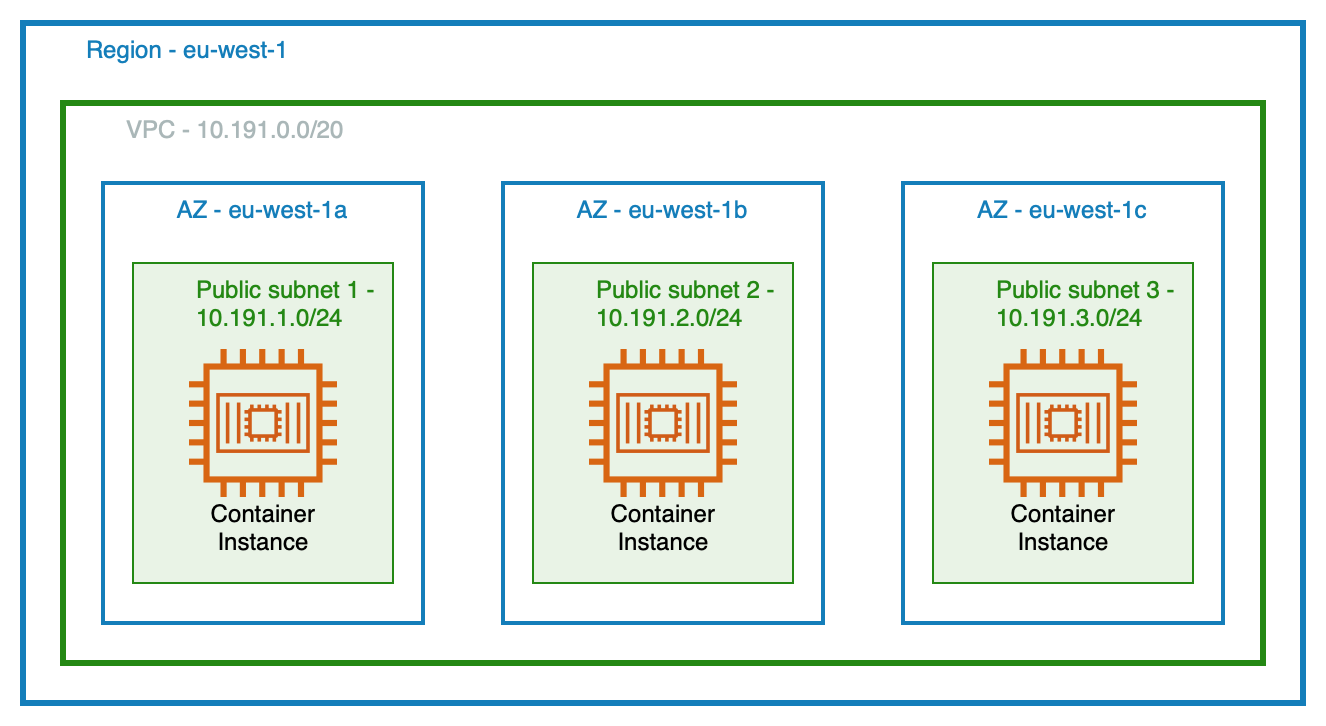 Region - eu-west-1
VPC - 10.191.0.0/20
AZ - eu-west-1a
Public subnet 1 -
10.191.1.0/24
Container
Instance
AZ - eu-west-1b
Public subnet 2 -
10.191.2.0/24
Container
Instance
AZ - eu-west-1c
Public subnet 3 -
10.191.3.0/24
Container
Instance